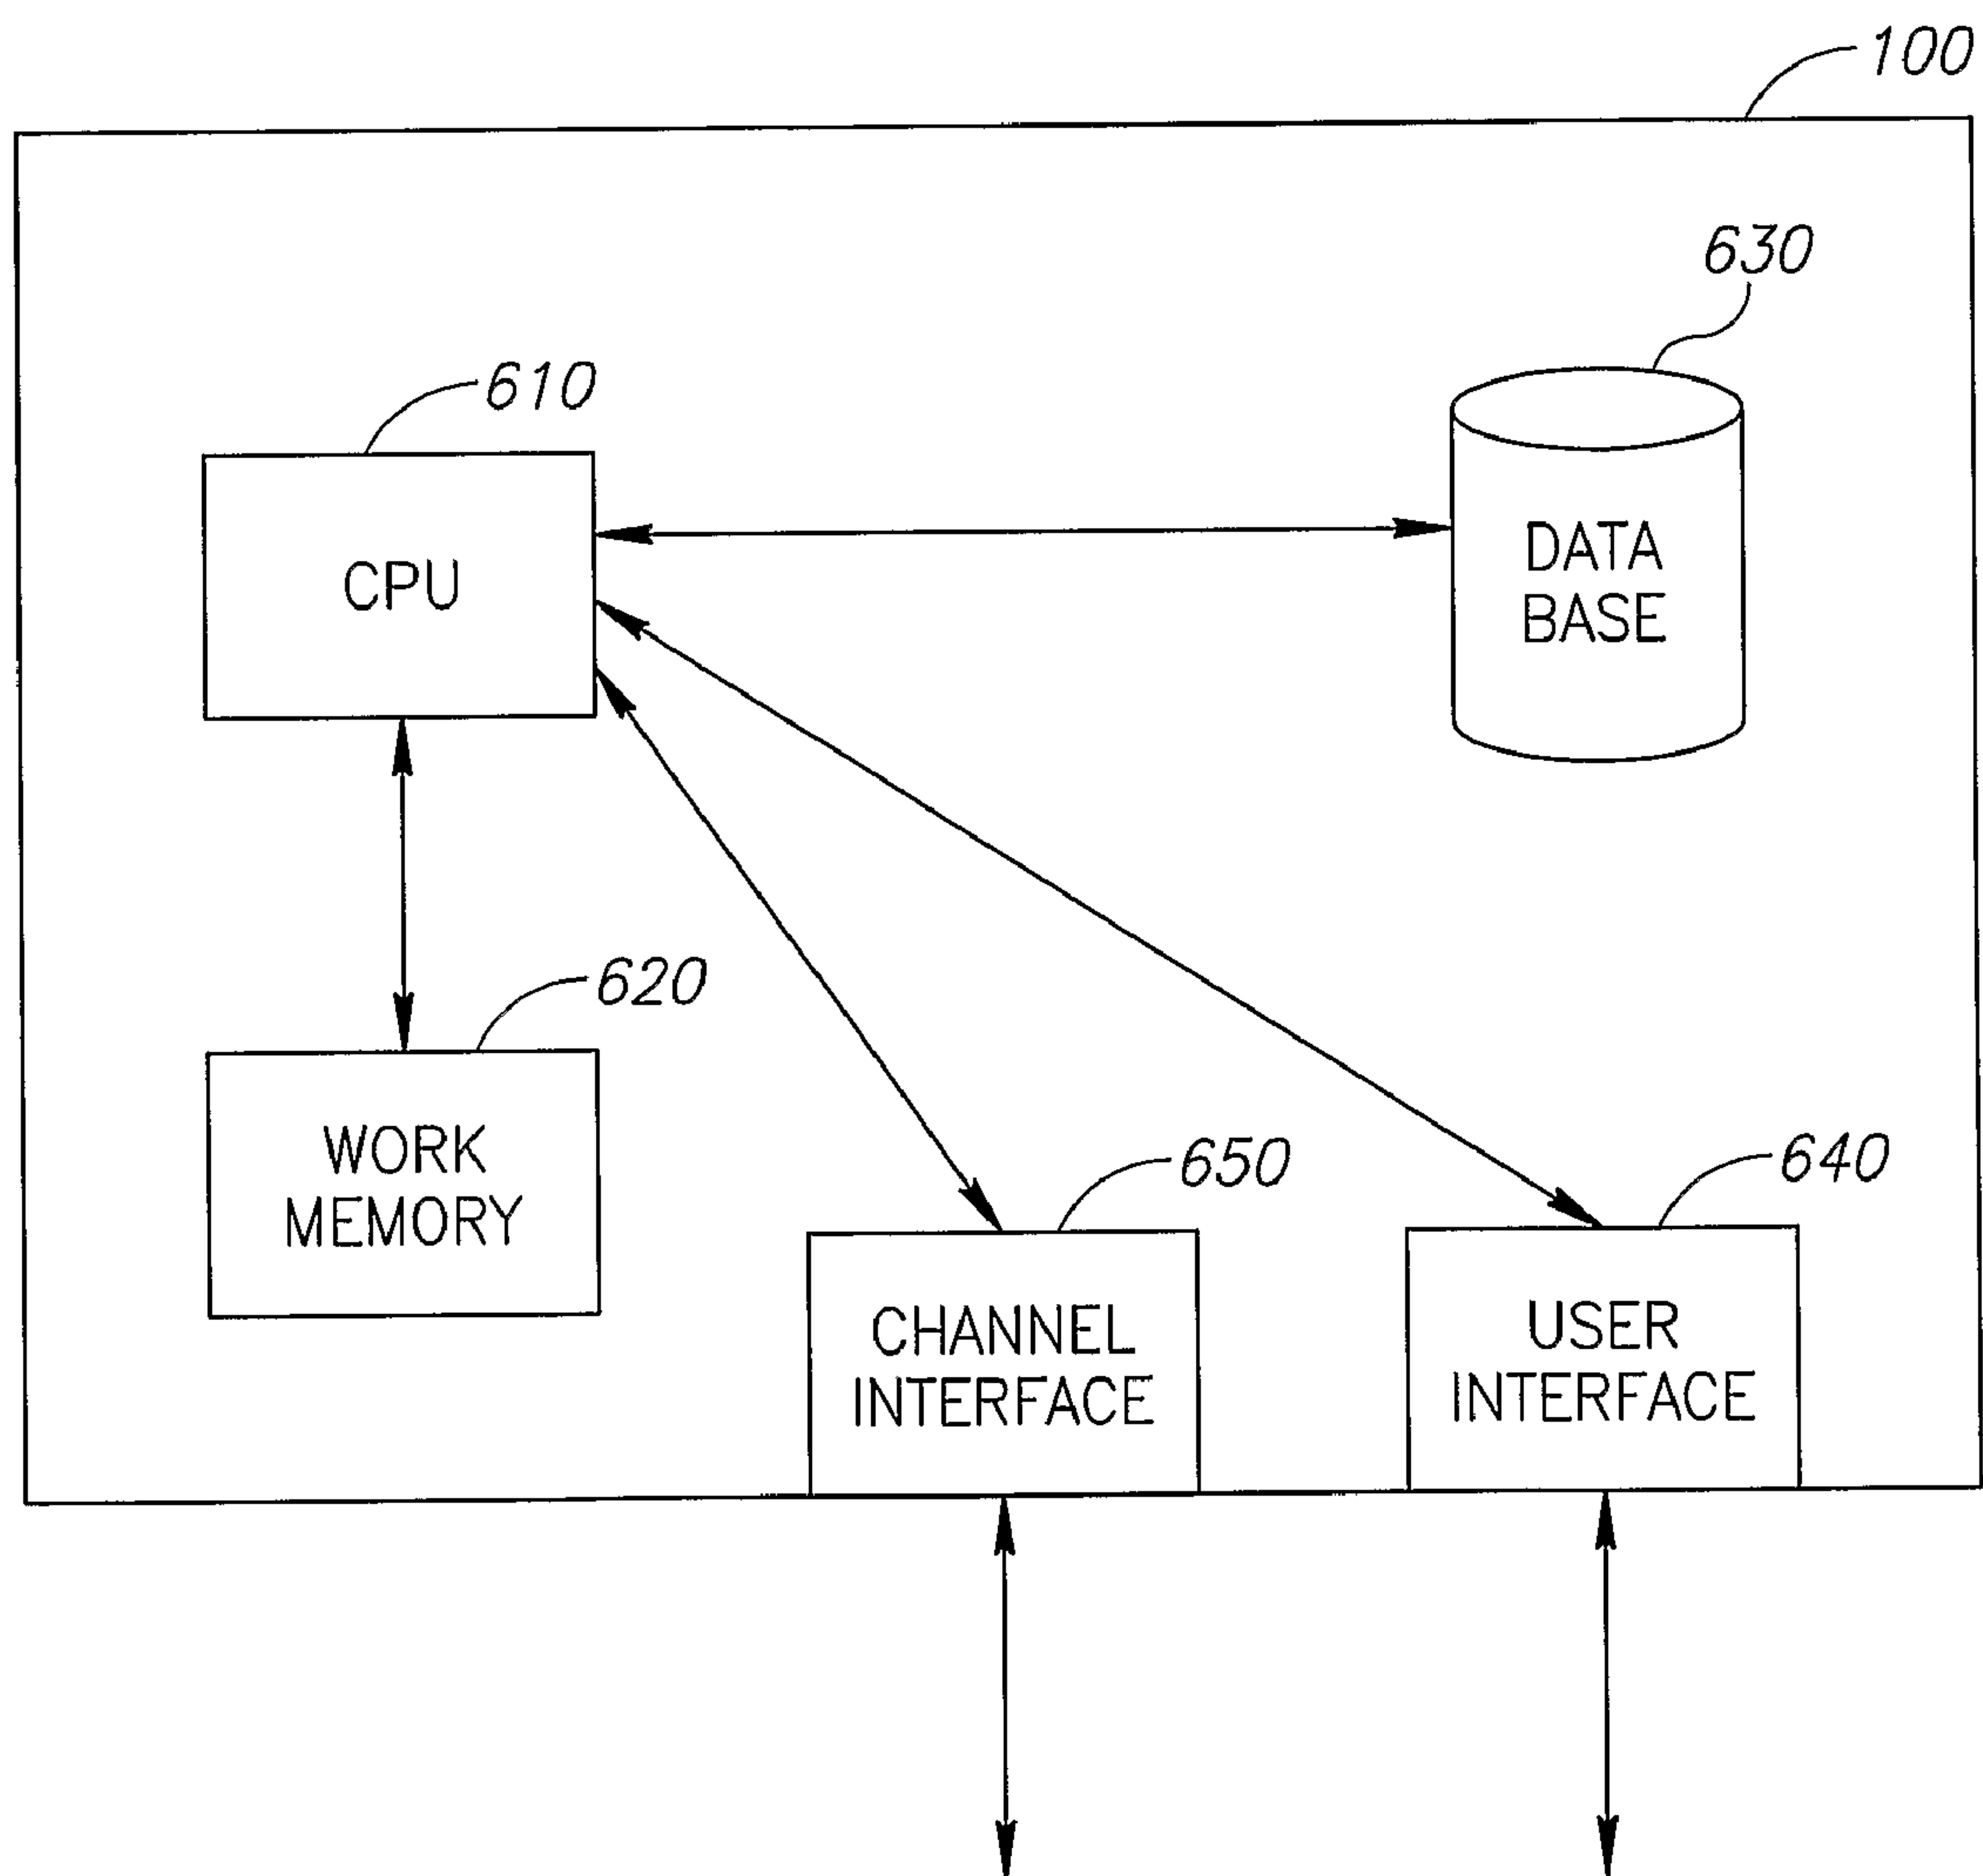 100
630
610
CPU
DATA
BASE
620
WORK
MEMORY
650
640
CHANNEL
INTERFACE
USER
INTERFACE